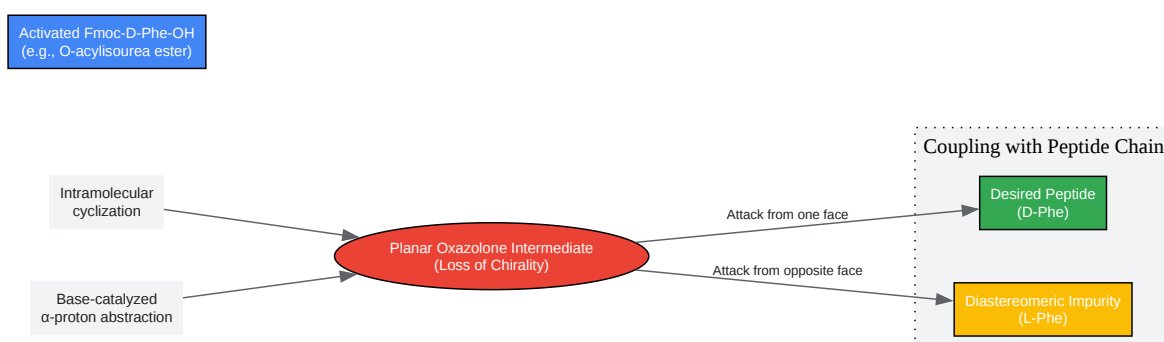 Activated Fmoc-D-Phe-OH
(e.g., O-acylisourea ester)
Coupling with Peptide Chain
Intramolecular
cyclization
Desired Peptide
(D-Phe)
Attack from one face
Planar Oxazolone Intermediate
(Loss of Chirality)
Attack from opposite face
Base-catalyzed
α-proton abstraction
Diastereomeric Impurity
(L-Phe)